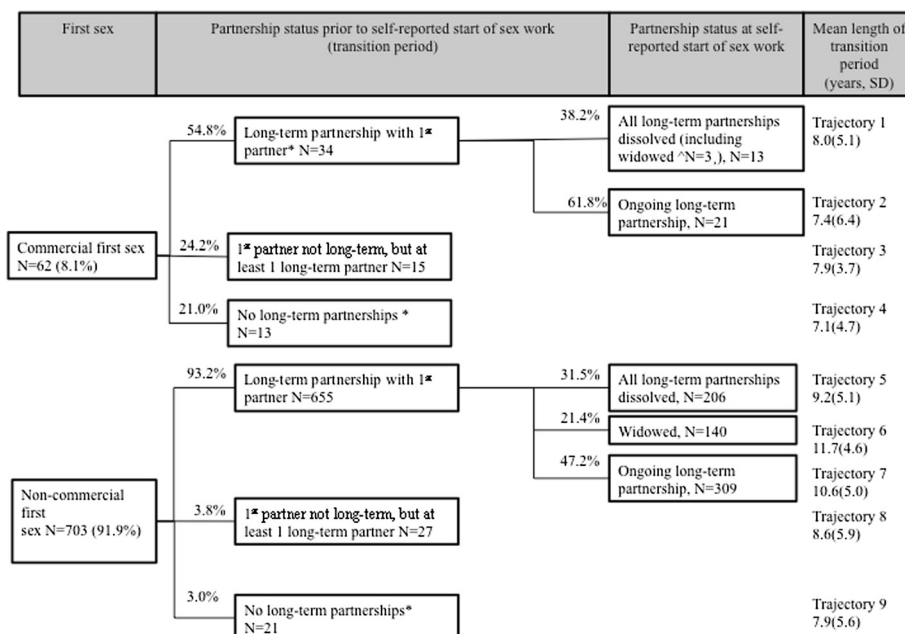 First sex
Partnership status prior to self-reported start of sex work
(transition period)
Partnership status at self-
reported start of sex work
Mean length of
transition
period
(years, SD)
54.8%
Long-term partnership with 1st
partner* N=34
38.2%
All long-term partnerships
dissolved (including
widowed ^N=3¸), N=13
Trajectory 1
8.0(5.1)
61.8%
Ongoing long-term
partnership, N=21
Trajectory 2
7.4(6.4)
Commercial first sex
N=62 (8.1%)
24.2%
1st partner not long-term, but at
least 1 long-term partner N=15
Trajectory 3
7.9(3.7)
21.0%
No long-term partnerships *
N=13
Trajectory 4
7.1(4.7)
93.2%
Long-term partnership with 1st
partner N=655
31.5%
All long-term partnerships
dissolved, N=206
Trajectory 5
9.2(5.1)
21.4%
Widowed, N=140
Trajectory 6
11.7(4.6)
47.2%
Ongoing long-term
partnership, N=309
Trajectory 7
10.6(5.0)
Non-commercial
first
sex N=703 (91.9%)
3.8%
1st partner not long-term, but at
least 1 long-term partner N=27
Trajectory 8
8.6(5.9)
3.0%
No long-term partnerships*
N=21
Trajectory 9
7.9(5.6)